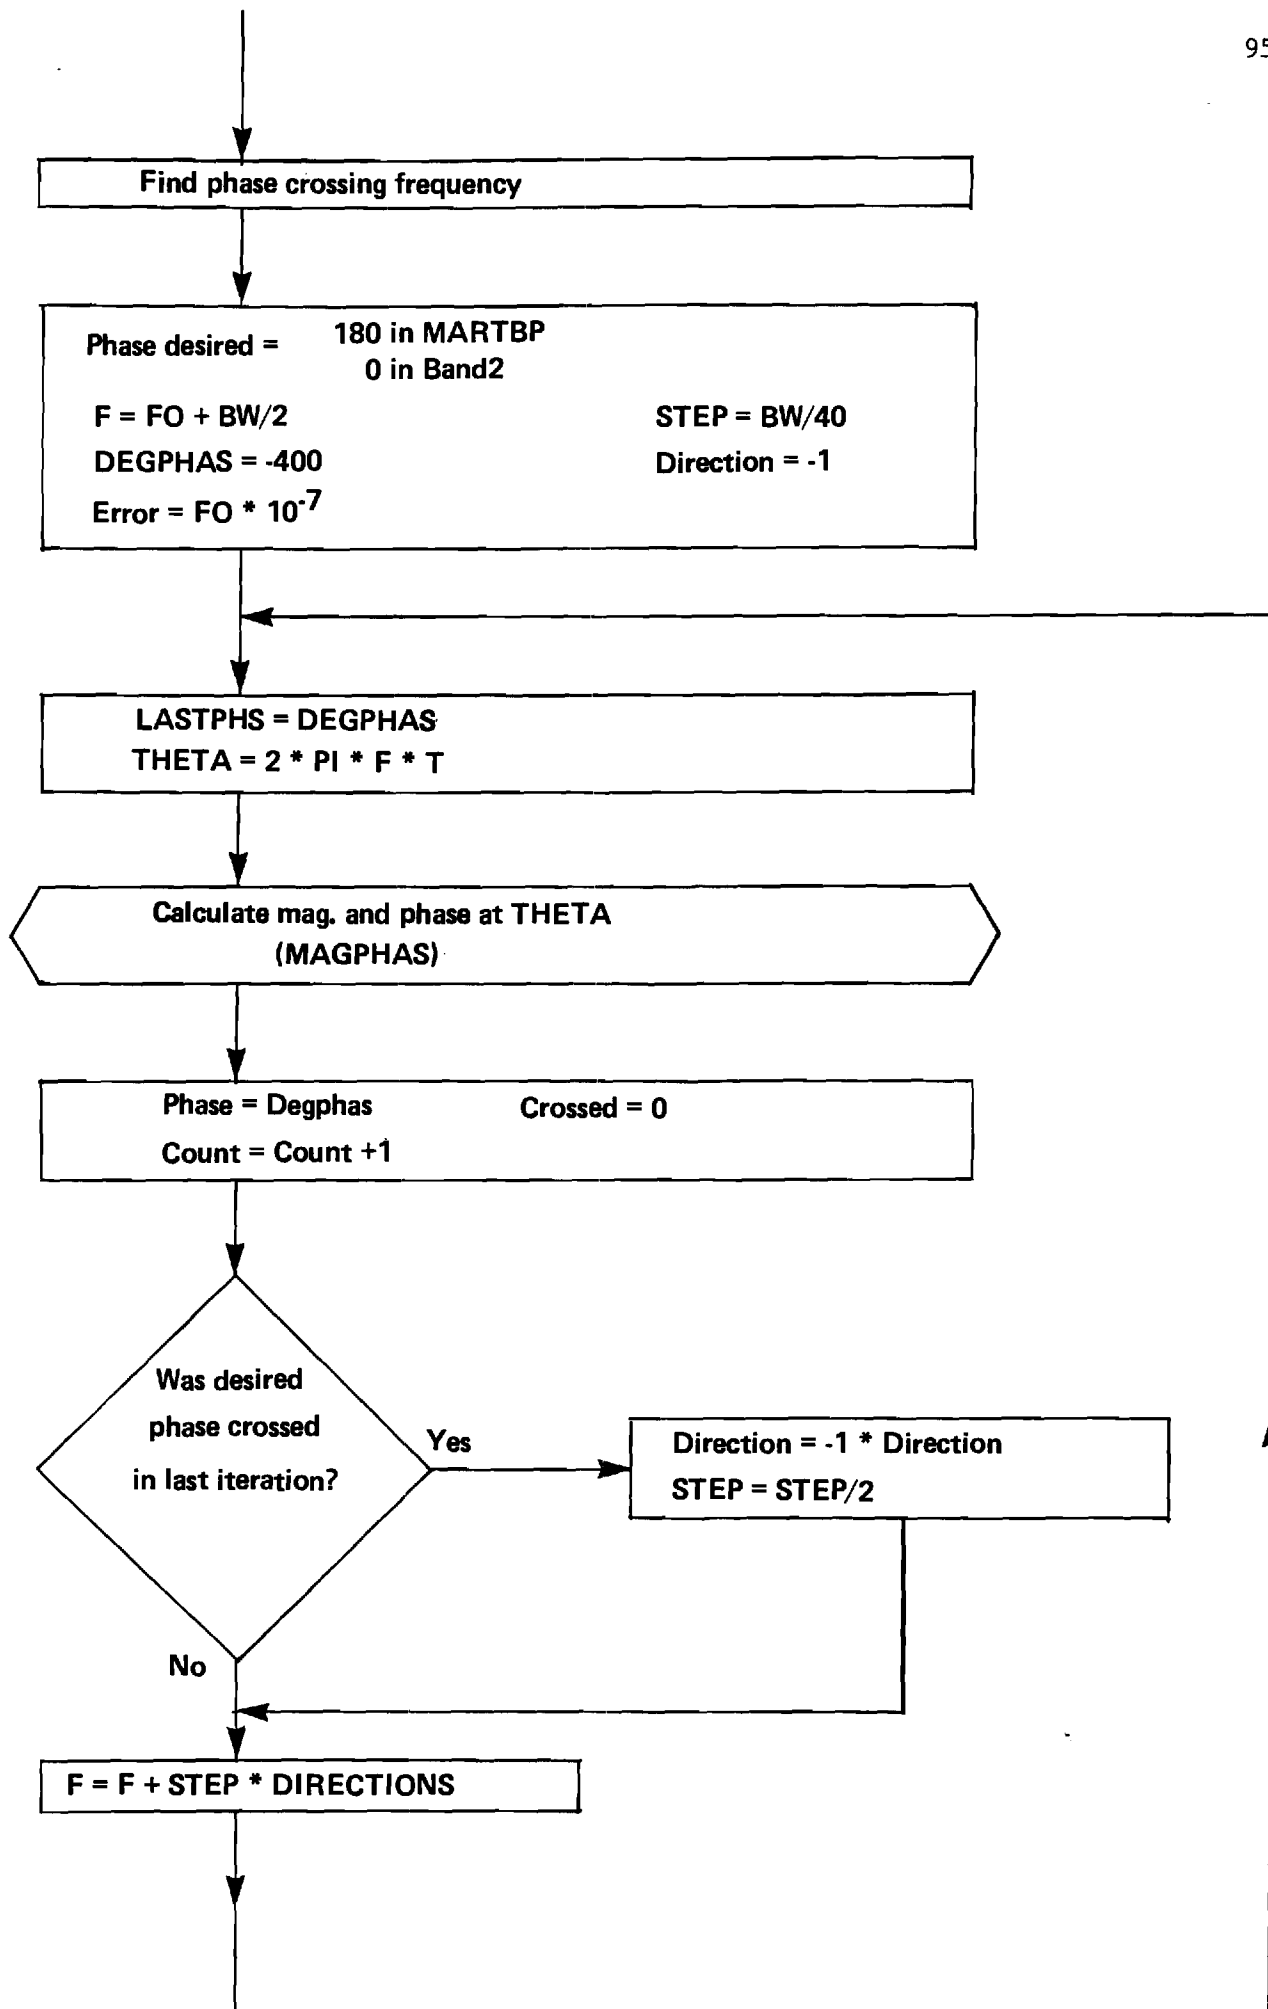 95
Find phase crossing frequency
Phase desired = 180 in MARTBP
0 in Band2
F = FO + BW/2 STEP = BW/40
DEGPHAS = -400 Direction = -1
Error = FO * 10-7
LASTPHS = DEGPHAS
THETA = 2 * PI * F * T
Calculate mag. and phase at THETA
(MAGPHAS)
Phase = Degphas Crossed = 0
Count = Count +1
Was desired
phase crossed
in last iteration?
Yes
Direction = -1 * Direction
STEP = STEP/2
No
F = F + STEP * DIRECTIONS